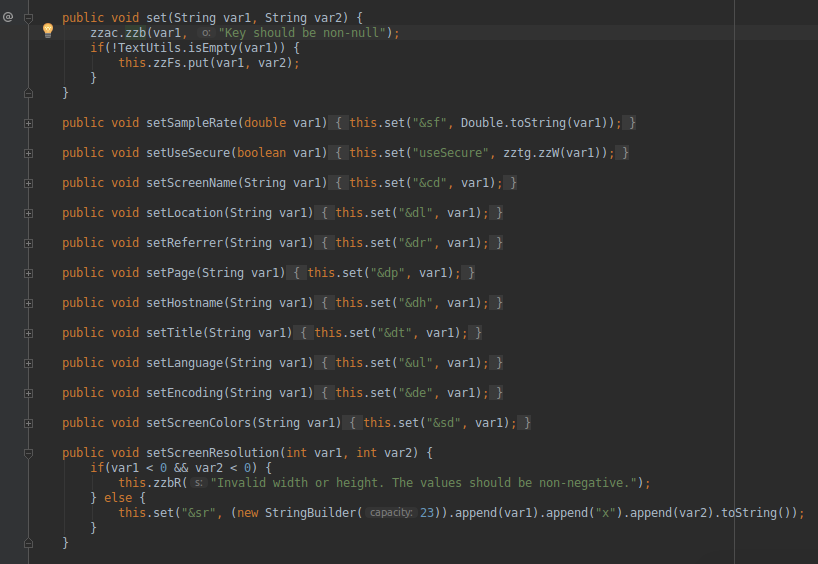 @ public void set(String var1, String var2) {
zzac.zzb(var1, o: "Key should be non-null");
if(!TextUtils.isEmpty(var1)) {
this.zzFs.put(var1, var2);
}
}
public void setSampleRate(double var1) { this.set("&sf", Double.toString(var1)); }
public void setUseSecure(boolean var1) { this.set("useSecure", zztg.zzW(var1)); }
public void setScreenName(String var1) { this.set("&cd", var1); }
public void setLocation(String var1) { this.set("&dl", var1); }
public void setReferrer(String var1) { this.set("&dr", var1); }
public void setPage(String var1) { this.set("&dp", var1); }
public void setHostname(String var1) { this.set("&dh", var1); }
public void setTitle(String var1) { this.set("&dt", var1); }
public void setLanguage(String var1) { this.set("&ul", var1); }
public void setEncoding(String var1) { this.set("&de", var1); }
public void setScreenColors(String var1) { this.set("&sd", var1); }
public void setScreenResolution(int var1, int var2) {
if(var1 < 0 && var2 < 0) {
this.zzbR( s: "Invalid width or height. The values should be non-negative.");
} else {
this.set("&sr", (new StringBuilder( capacity: 23)).append(var1).append("x").append(var2).toString());
}
}